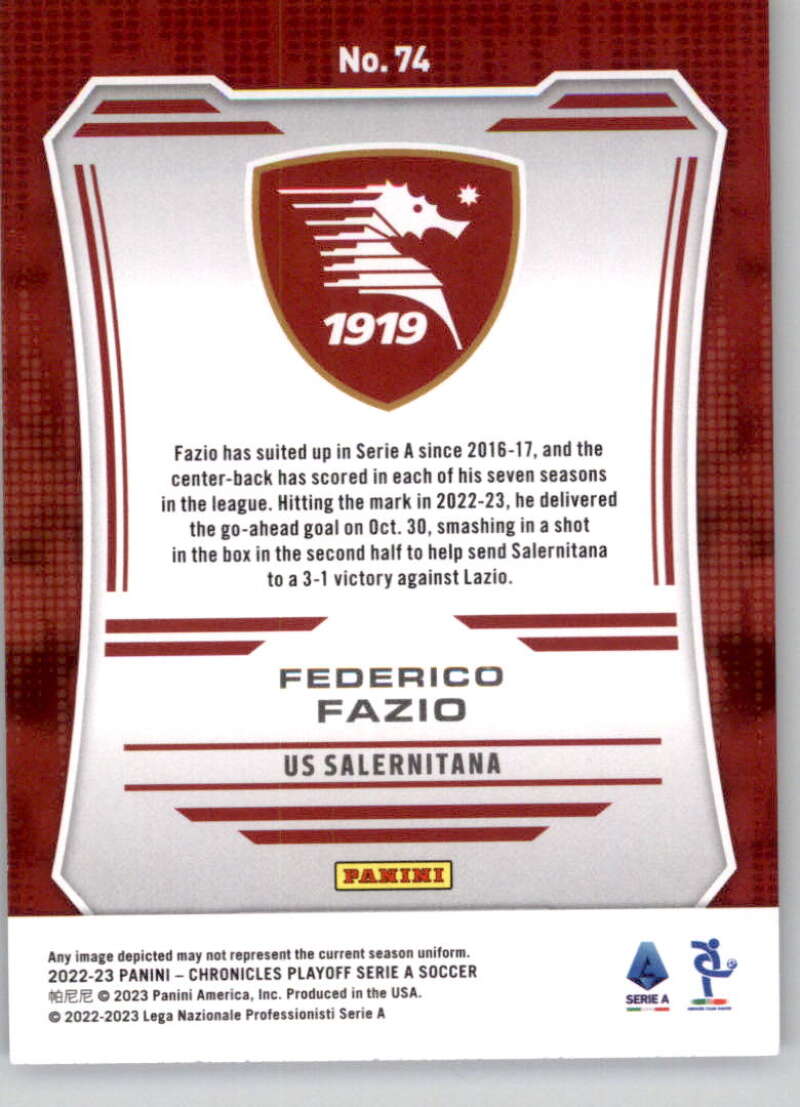 No. 74
1919
Fazio has suited up in Serie A since 2016-17, and the
center-back has scored in each of his seven seasons
in the league. Hitting the mark in 2022-23, he delivered
the go-ahead goal on Oct. 30, smashing in a shot
in the box in the second half to help send Salernitana
to a 3-1 victory against Lazio.
FEDERICO
FAZIO
US SALERNITANA
PANINI
Any image depicted may not represent the current season uniform.
2022-23 PANINI – CHRONICLES PLAYOFF SERIE A SOCCER
帕尼尼 © 2023 Panini America, Inc. Produced in the USA.
© 2022-2023 Lega Nazionale Professionisti Serie A
SERIE A